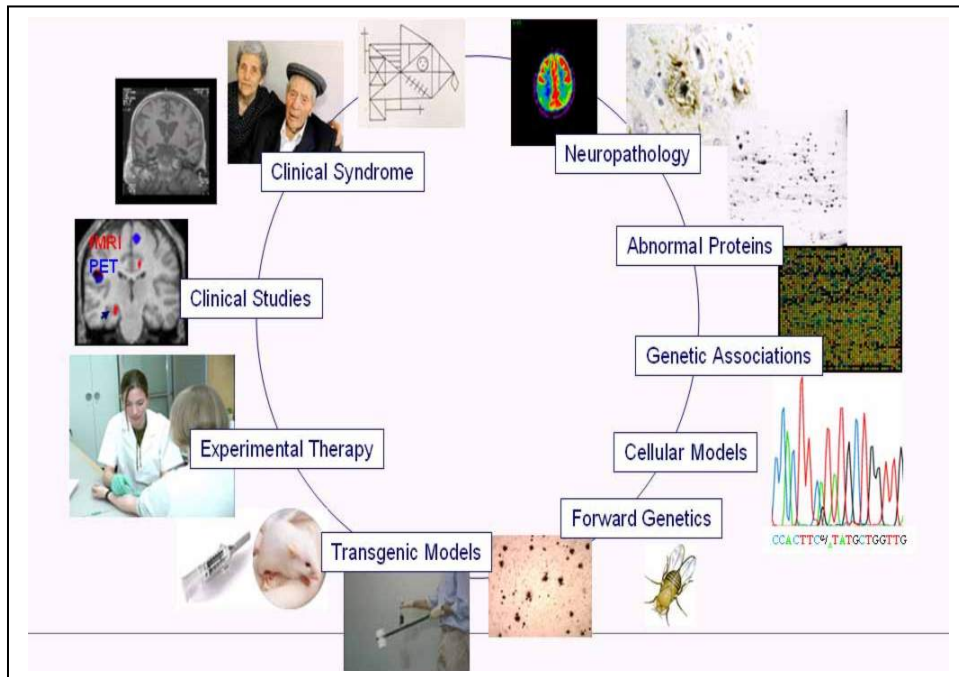 Clinical Syndrome
Neuropathology
Abnormal Proteins
fMRI
PET
Clinical Studies
Genetic Associations
Experimental Therapy
Cellular Models
Forward Genetics
Transgenic Models